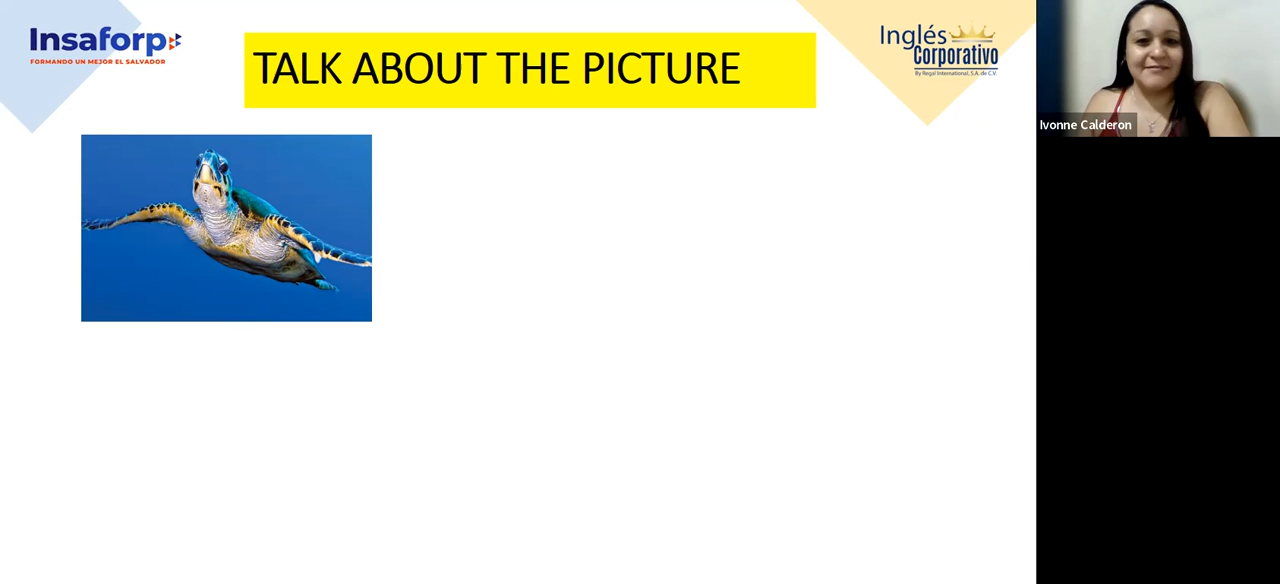 Insaforp
FORMANDO UN MEJOR EL SALVADOR
TALK ABOUT THE PICTURE
Inglés
Corporativo
By Regal International, S.A. de C.V.
Ivonne Calderon